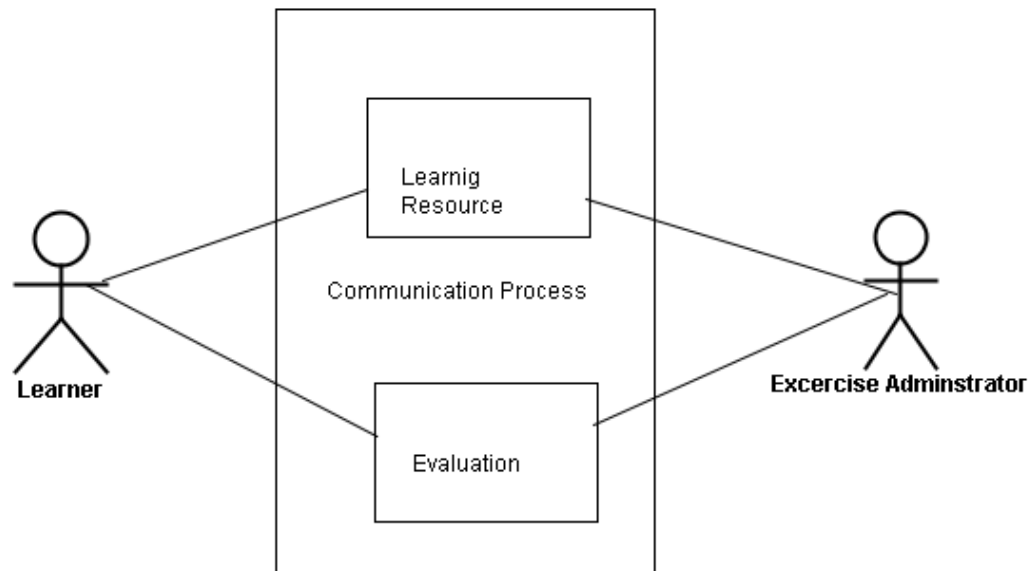 Learnig
Resource
Communication Process
Learner
Excercise Adminstrator
Evaluation